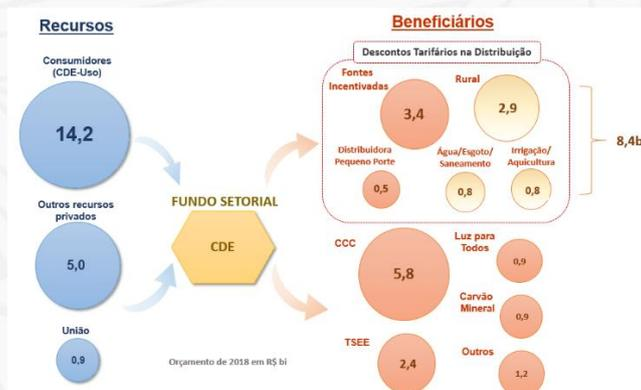 Recursos
Consumidores
(CDE-Uso)
14,2
Outros recursos
privados
5,0
União
0,9
FUNDO SETORIAL
CDE
Orçamento de 2018 em R$ bi
Beneficiários
Descontos Tarifários na Distribuição
Fontes
Incentivadas
3,4
Rural
2,9
Distribuidora
Pequeno Porte
0,5
Água/Esgoto/
Saneamento
0,8
Irrigação/
Aquicultura
0,8
8,4b
CCC
5,8
Luz para
Todos
0,9
Carvão
Mineral
0,9
TSEE
2,4
Outros
1,2